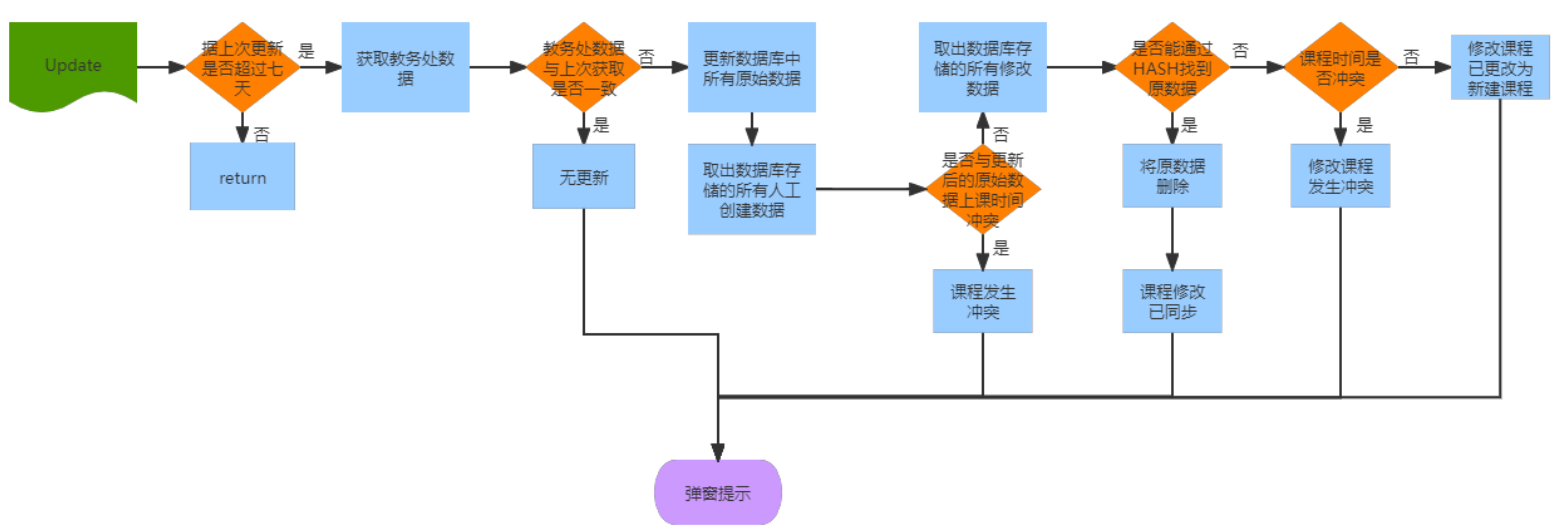 Update
据上次更新
是否超过七
天
是
否
return
获取教务处数
据
教务处数据
与上次获取
是否一致
否
是
无更新
更新数据库中
所有原始数据
取出数据库存
储的所有人工
创建数据
是否与更新
后的原始数
据上课时间
冲突
否
是
课程发生
冲突
取出数据库存
储的所有修改
数据
是否能通过
HASH找到
原数据
否
是
将原数据
删除
课程修改
已同步
课程时间是
否冲突
否
是
修改课程
发生冲突
修改课程
已更改为
新建课程
弹窗提示